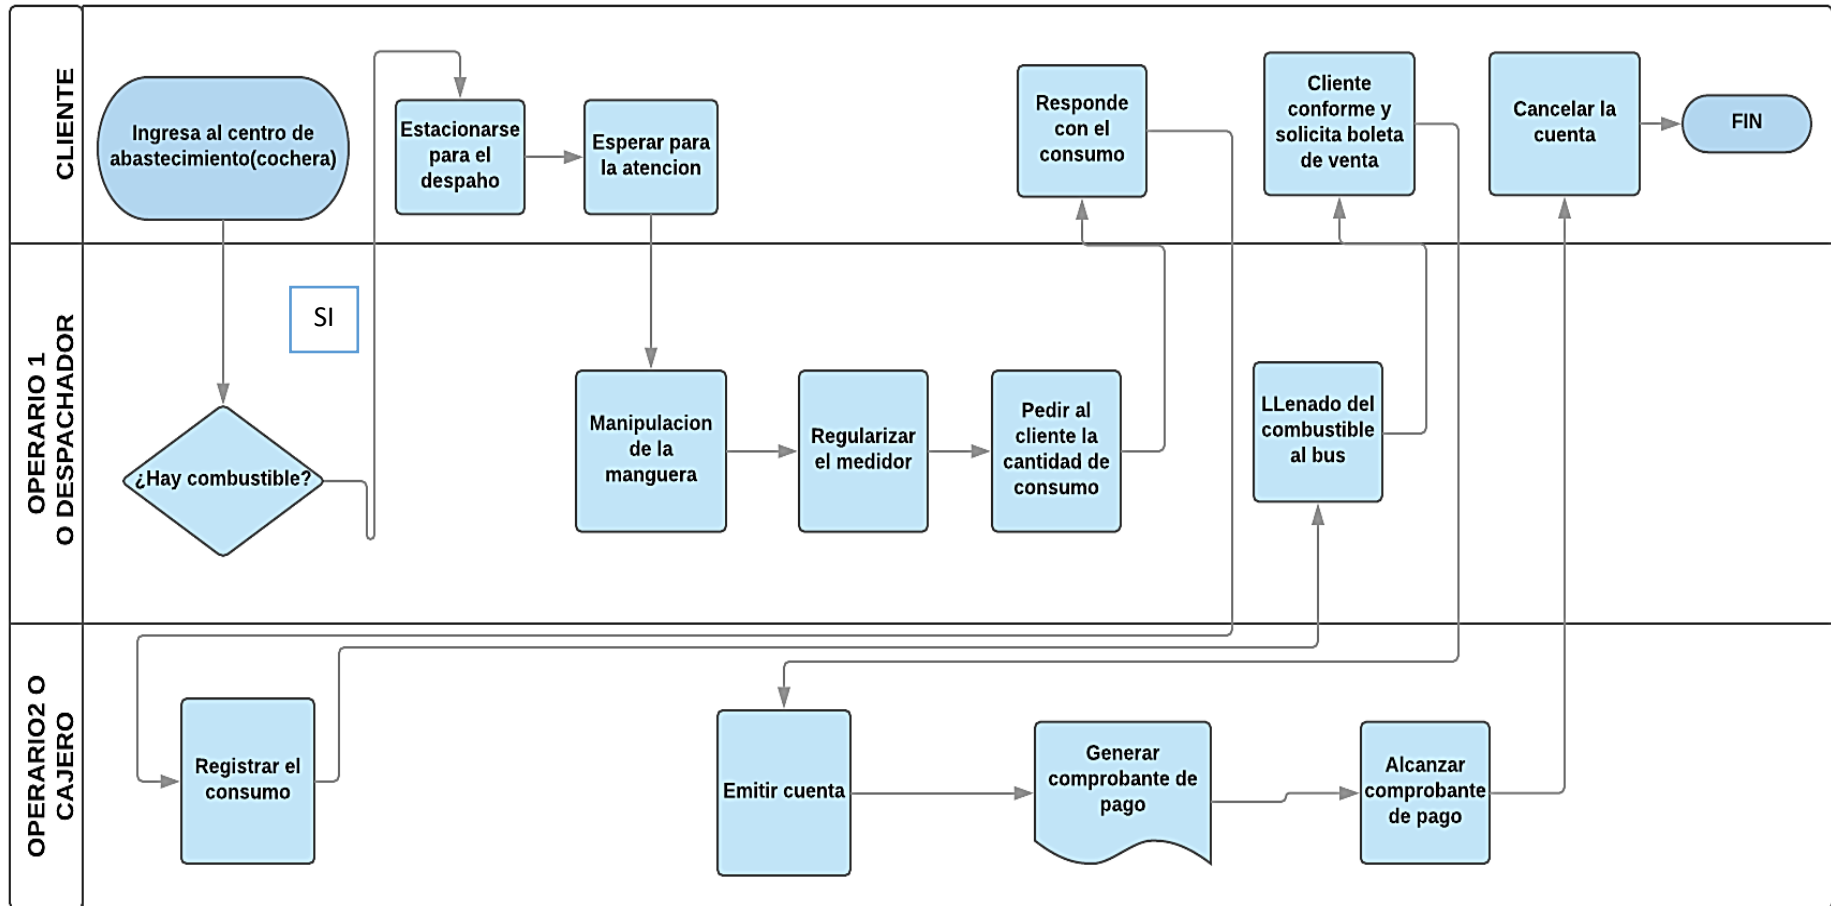 CLIENTE
Ingresa al centro de
abastecimiento(cochera)
Estacionarse
para el
despaho
Esperar para
la atencion
Responde
con el
consumo
Cliente
conforme y
solicita boleta
de venta
Cancelar la
cuenta
FIN
OPERARIO 1
O DESPACHADOR
SI
¿Hay combustible?
Manipulacion
de la
manguera
Regularizar
el medidor
Pedir al
cliente la
cantidad de
consumo
LLenado del
combustible
al bus
OPERARIO2 O
CAJERO
Registrar el
consumo
Emitir cuenta
Generar
comprobante de
pago
Alcanzar
comprobante
de pago